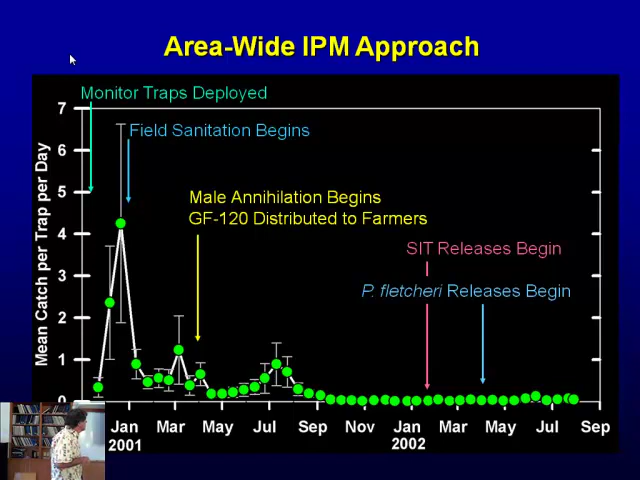 Area-Wide IPM Approach
Monitor Traps Deployed
Field Sanitation Begins
Male Annihilation Begins
GF-120 Distributed to Farmers
SIT Releases Begin
P. fletcheri Releases Begin
Mean Catch per Trap per Day
7
6
5
4
3
2
1
0
Jan Mar May Jul Sep Nov Jan Mar May Jul Sep
2001 2002